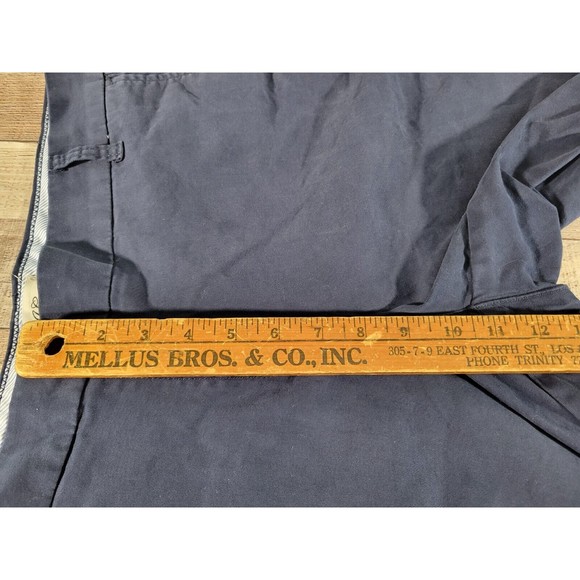 2 3 4 5 6 7 8 9 10 11 12
MELLUS BROS. & CO., INC.
305-7-9 EAST FOURTH ST., LOS
PHONE TRINITY